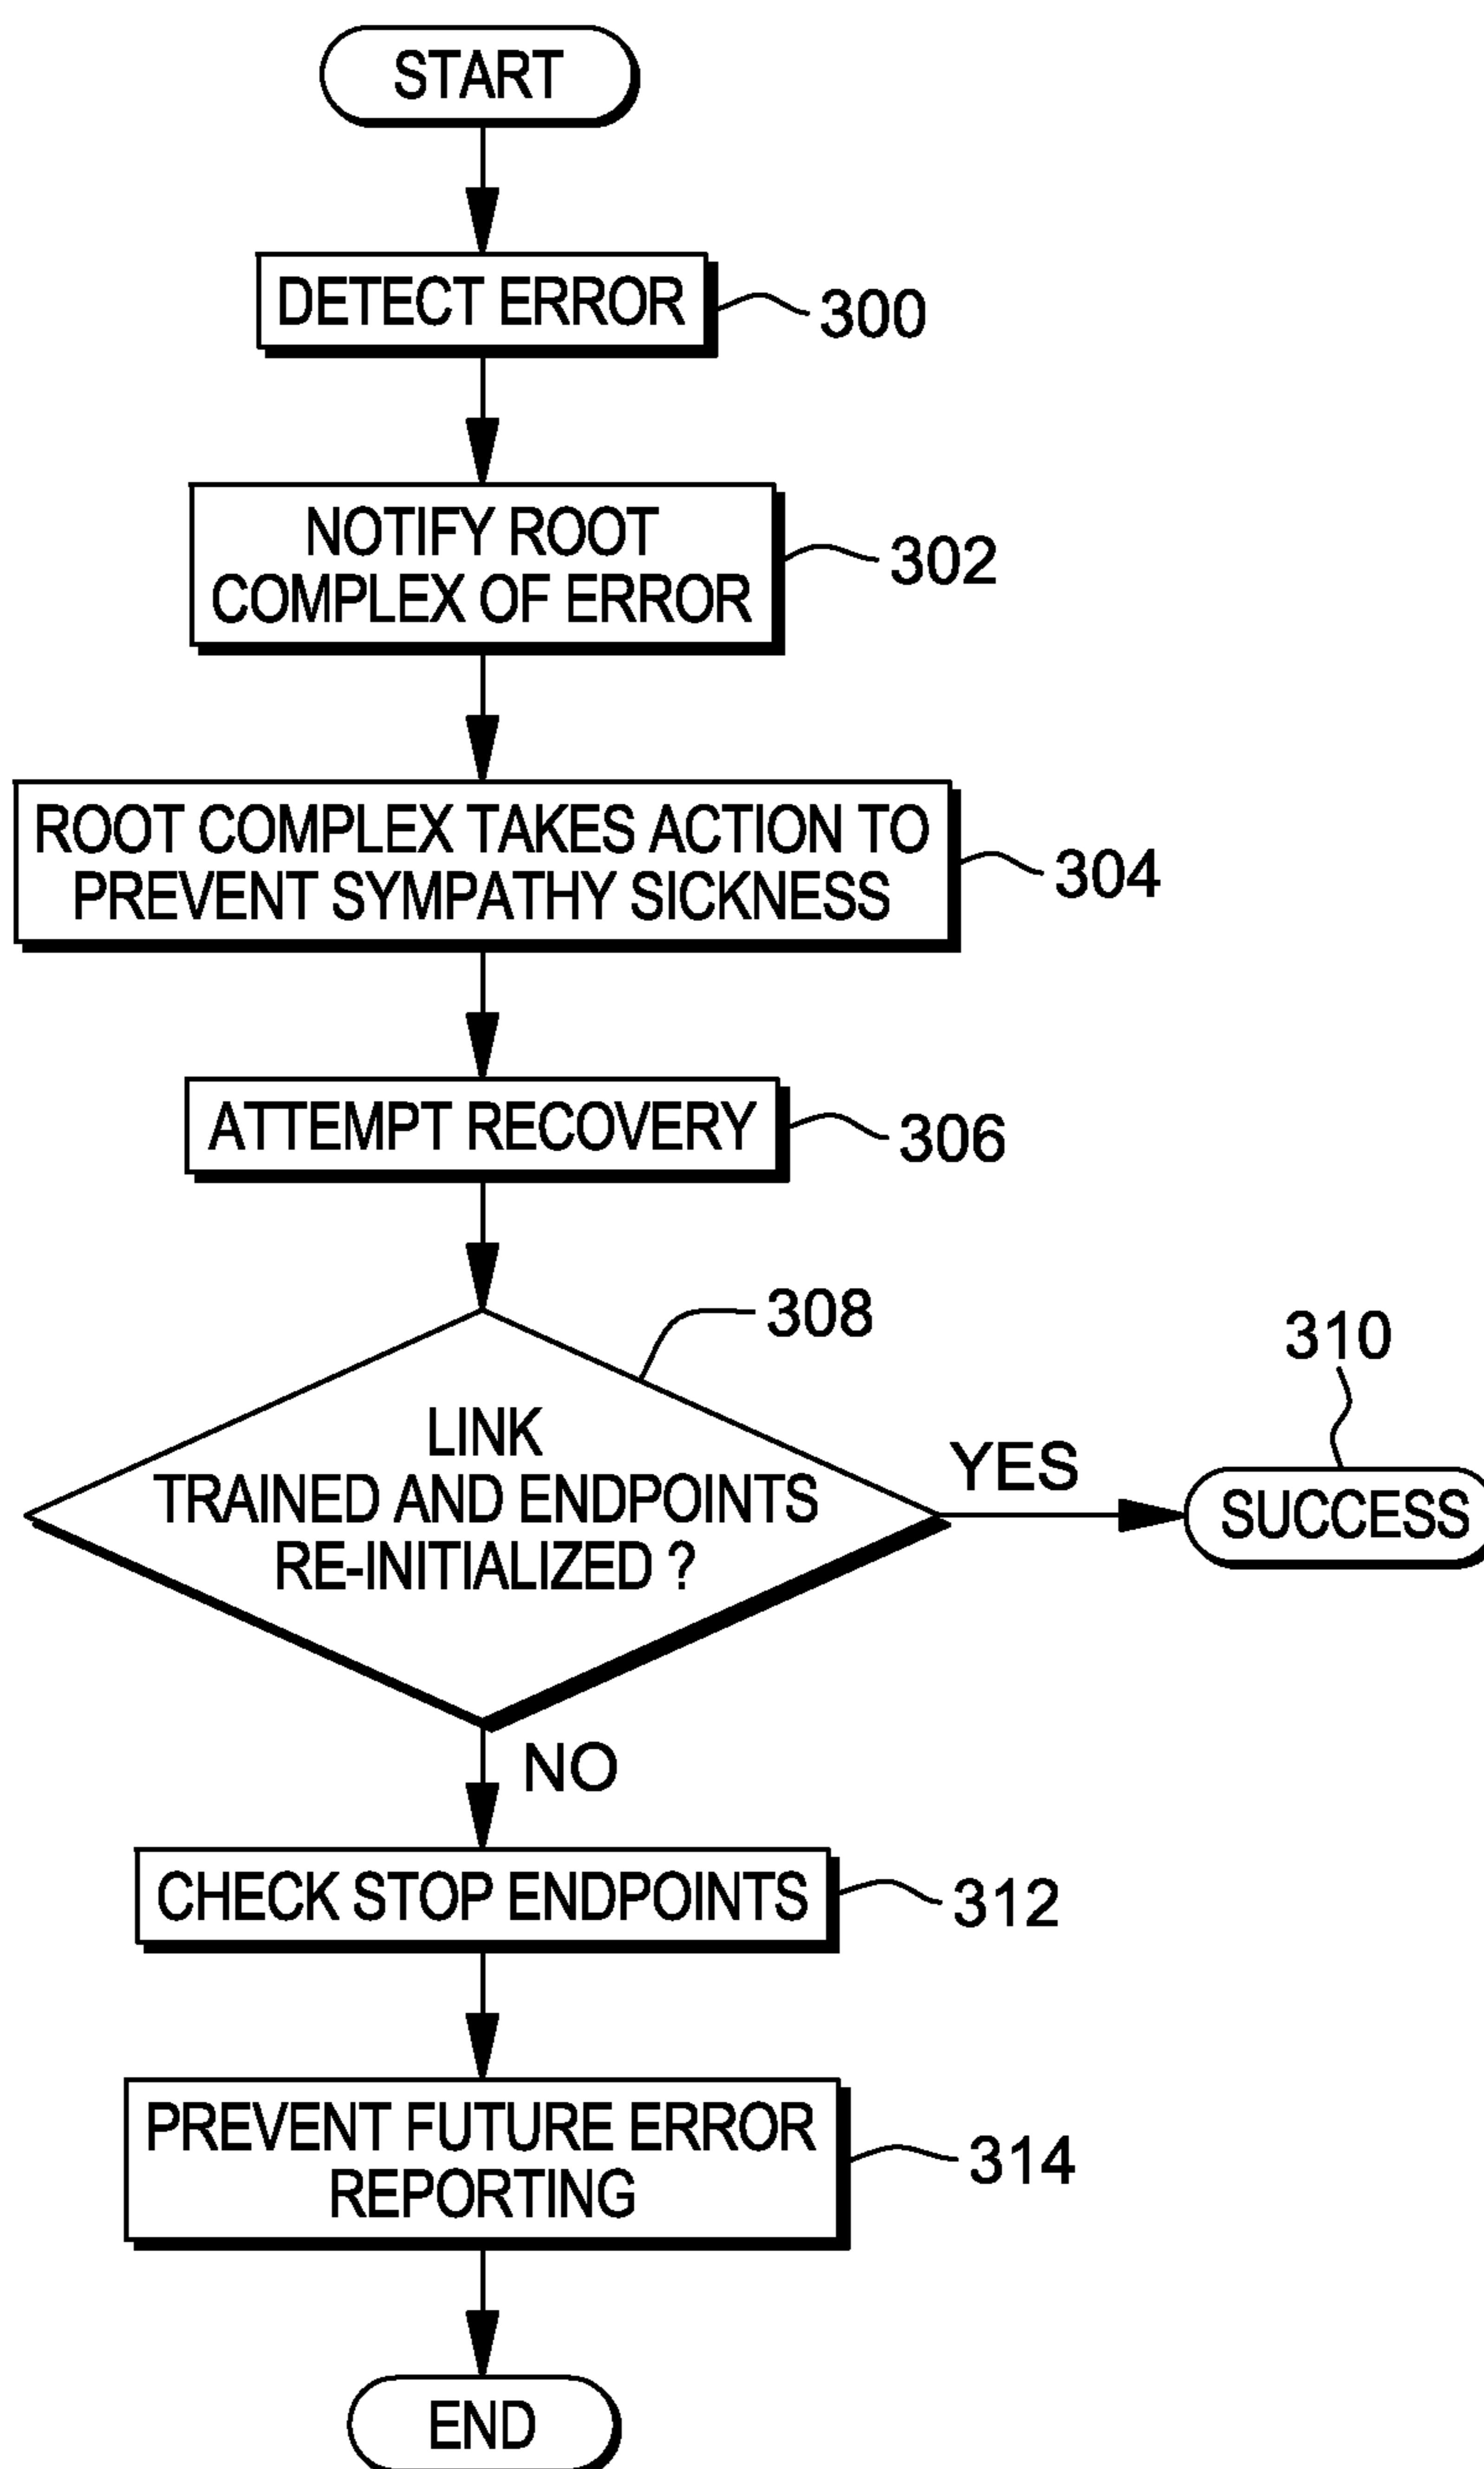 START
DETECT ERROR
300
NOTIFY ROOT
COMPLEX OF ERROR
302
ROOT COMPLEX TAKES ACTION TO
PREVENT SYMPATHY SICKNESS
304
ATTEMPT RECOVERY
306
308
LINK
TRAINED AND ENDPOINTS
RE-INITIALIZED ?
YES
310
SUCCESS
NO
CHECK STOP ENDPOINTS
312
PREVENT FUTURE ERROR
REPORTING
314
END